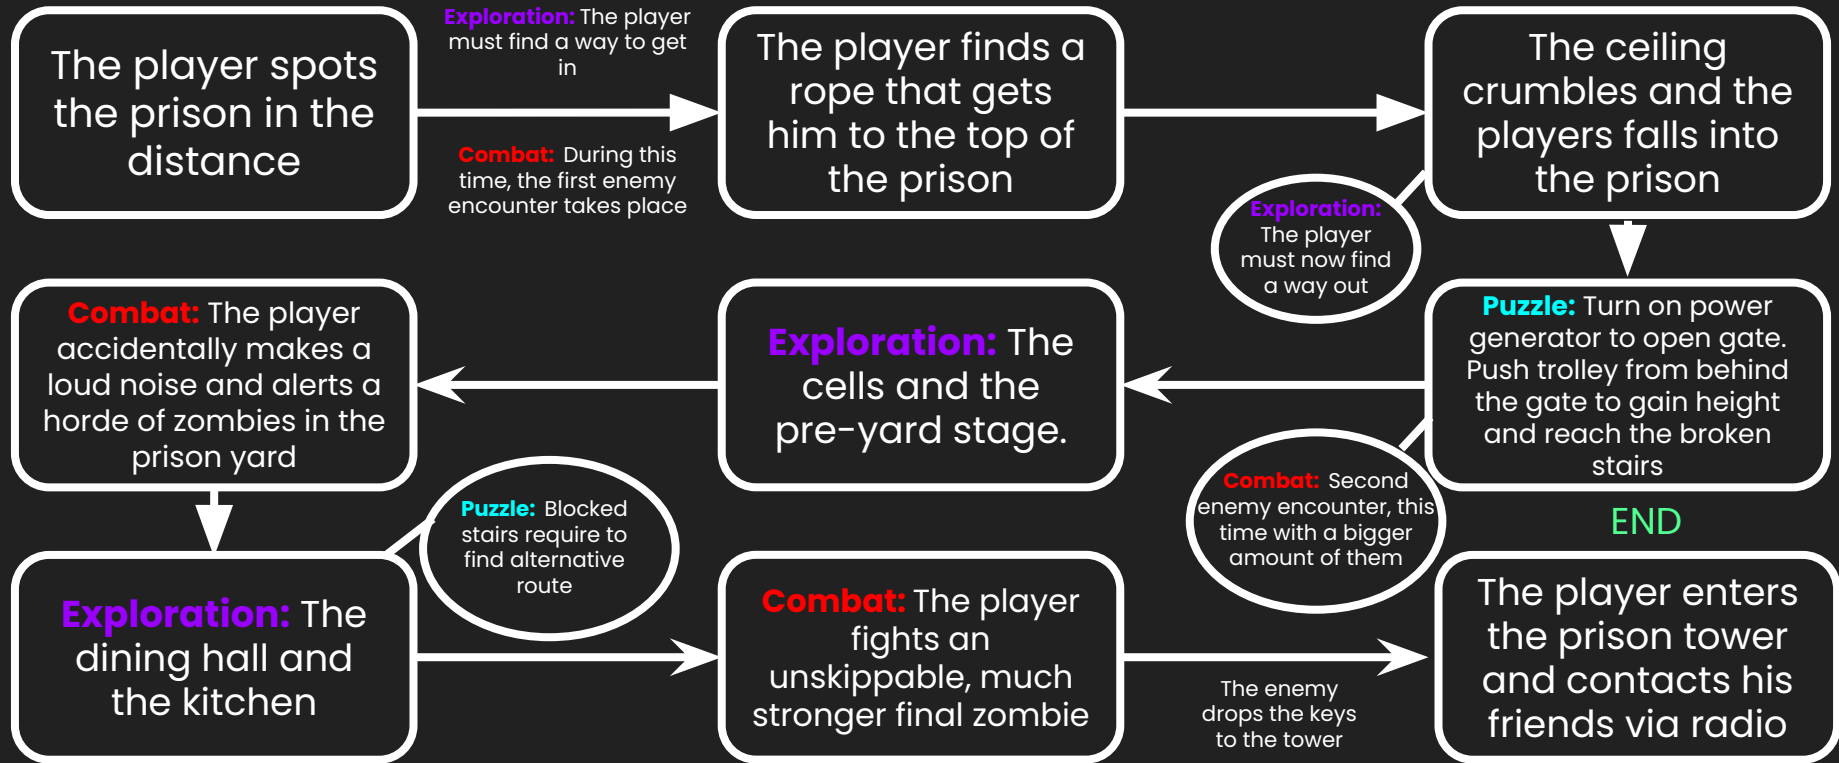 The player spots
the prison in the
distance
Exploration: The player
must find a way to get
in
Combat: During this
time, the first enemy
encounter takes place
The player finds a
rope that gets
him to the top of
the prison
The ceiling
crumbles and the
players falls into
the prison
Exploration:
The player
must now find
a way out
Puzzle: Turn on power
generator to open gate.
Push trolley from behind
the gate to gain height
and reach the broken
stairs
Combat: Second
enemy encounter, this
time with a bigger
amount of them
Exploration: The
cells and the
pre-yard stage.
Combat: The player
accidentally makes a
loud noise and alerts a
horde of zombies in the
prison yard
Exploration: The
dining hall and
the kitchen
Puzzle: Blocked
stairs require to
find alternative
route
Combat: The player
fights an
unskippable, much
stronger final zombie
The enemy
drops the keys
to the tower
END
The player enters
the prison tower
and contacts his
friends via radio